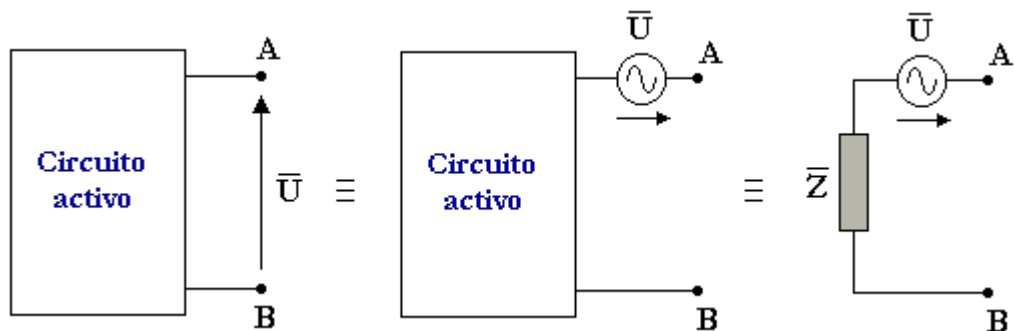 A
Circuito
activo
U̅
B
≡
U̅
A
Circuito
activo
B
≡
U̅
A
Z̅
B